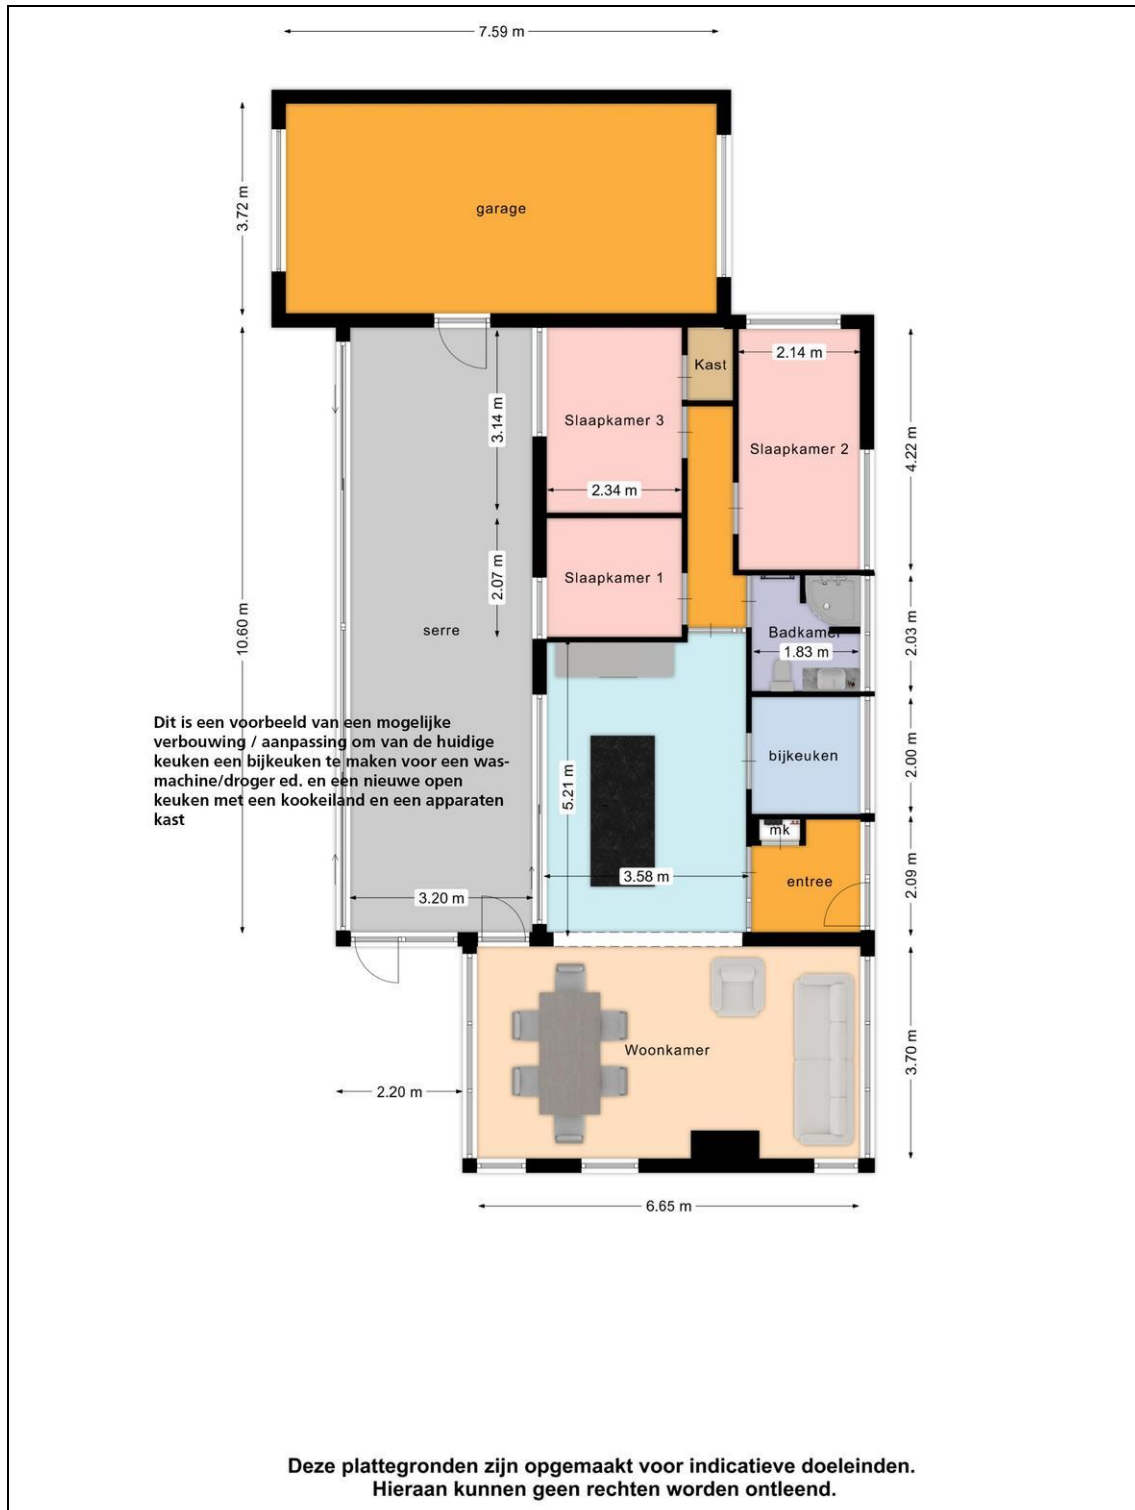 7.59 m
3.72 m
garage
2.14 m
Kast
3.14 m
Slaapkamer 3
Slaapkamer 2
4.22 m
2.34 m
2.07 m
Slaapkamer 1
10.60 m
serre
Badkamer
1.83 m
2.03 m
Dit is een voorbeeld van een mogelijke
verbouwing / aanpassing om van de huidige
keuken een bijkeuken te maken voor een was-
machine/droger ed. en een nieuwe open
keuken met een kookeiland en een apparaten
kast
5.21 m
bijkeuken
2.00 m
mk
3.58 m
entree
2.09 m
3.20 m
Woonkamer
3.70 m
2.20 m
6.65 m
Deze plattegronden zijn opgemaakt voor indicatieve doeleinden.
Hieraan kunnen geen rechten worden ontleend.